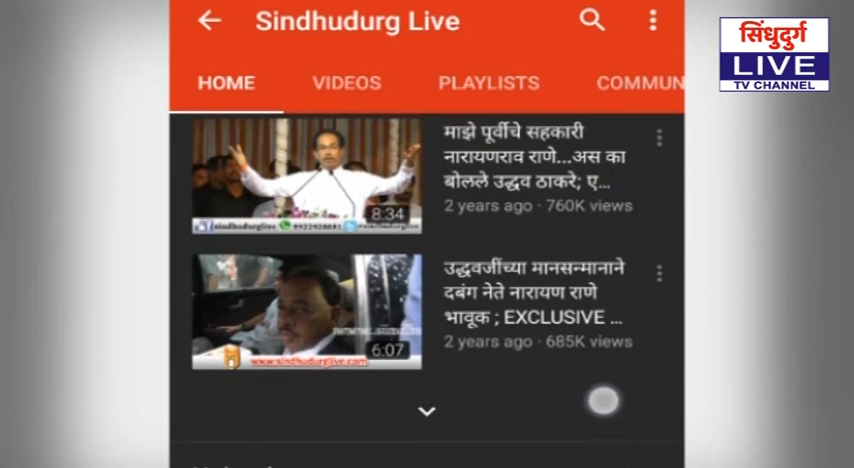 Sindhudurg Live
सिंधुदुर्ग
LIVE
TV CHANNEL
HOME VIDEOS PLAYLISTS COMMUN
माझे पूर्वीचे सहकारी
नारायणराव राणे...अस का
बोलले उद्धव ठाकरे; ए...
2 years ago · 760K views
8:34
sindhudurglive 9922928081
उद्धवजींच्या मानसन्मानाने
दबंग नेते नारायण राणे
भावूक ; EXCLUSIVE ...
2 years ago · 685K views
6:07
www.sindhudurglive.com